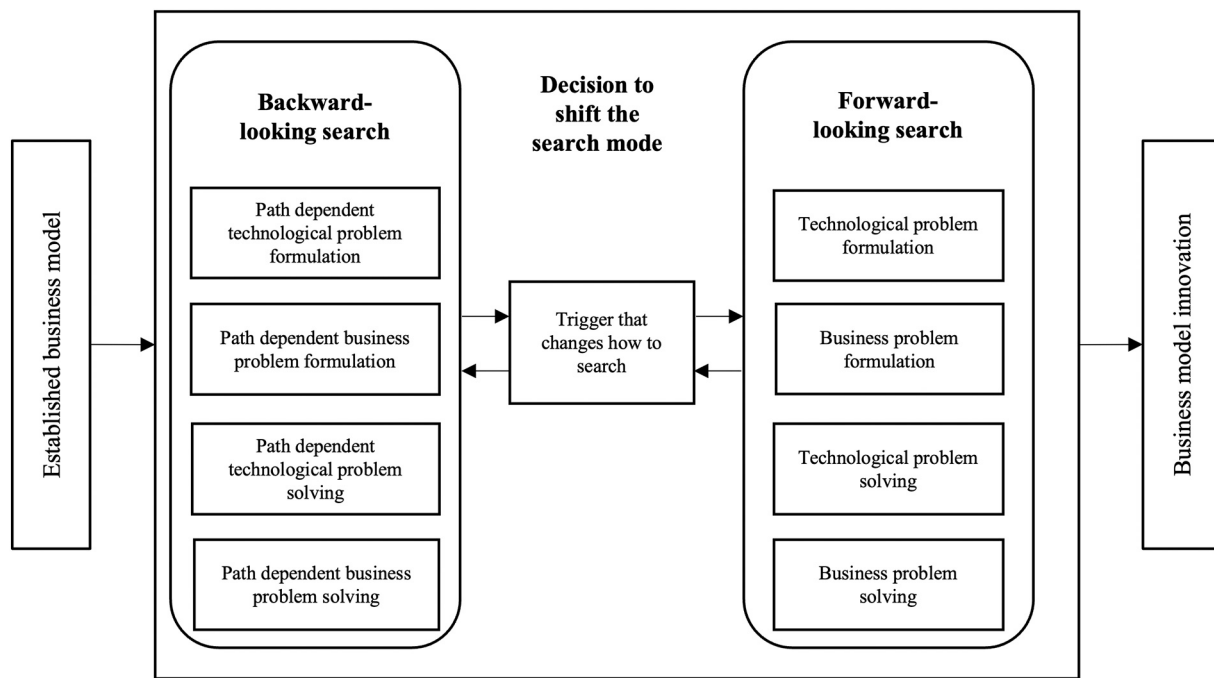 Established business model
Backward-
looking search
Path dependent
technological problem
formulation
Path dependent business
problem formulation
Path dependent
technological problem
solving
Path dependent business
problem solving
Decision to
shift the
search mode
Trigger that
changes how to
search
Forward-
looking search
Technological problem
formulation
Business problem
formulation
Technological problem
solving
Business problem
solving
Business model innovation